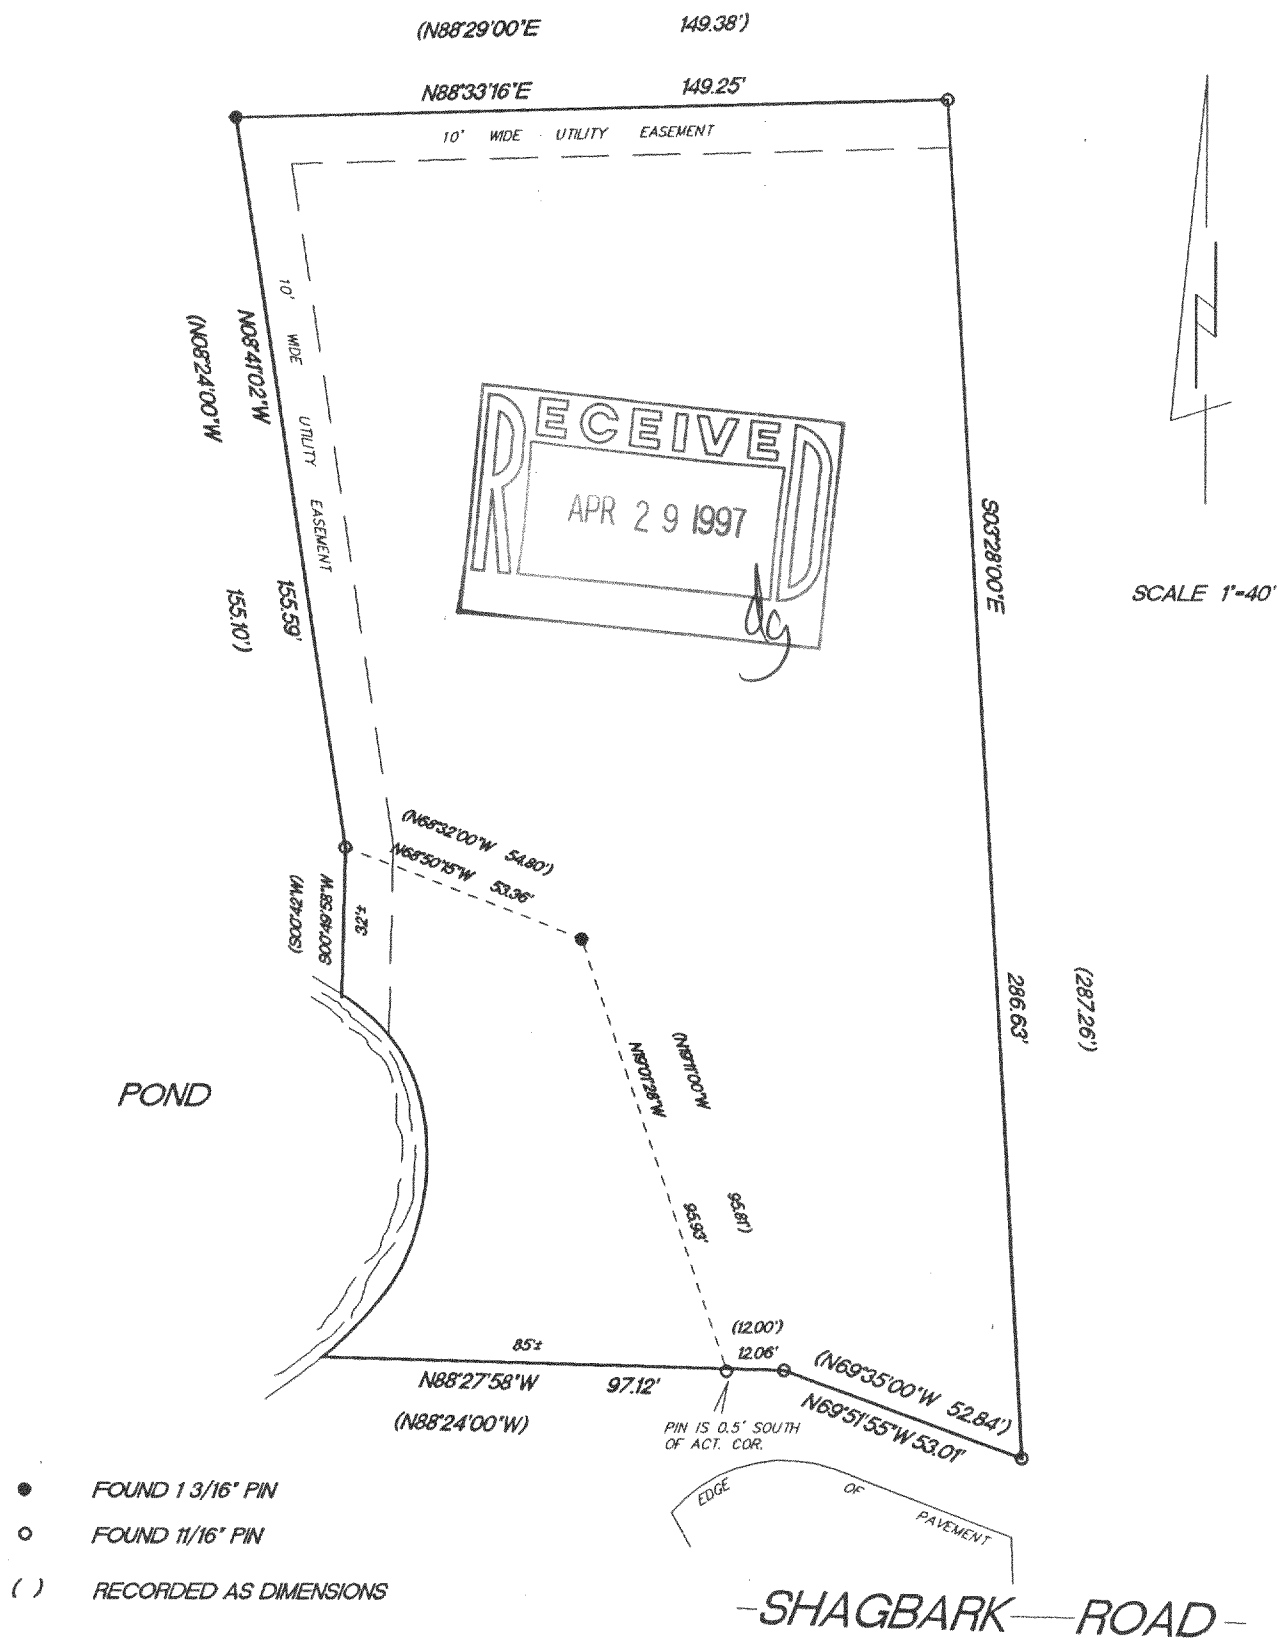 (N88°29'00"E 149.38')
N88°33'16"E 149.25'
10' WIDE UTILITY EASEMENT
10' WIDE UTILITY EASEMENT
N08°41'02"W 155.59'
(N08°24'00"W 155.10')
RECEIVED
APR 29 1997
dg
S03°28'00"E 286.63'
(287.26')
SCALE 1"=40'
(N68°32'00"W 54.80')
N68°50'15"W 53.36'
32'±
S00°49'58"W
(S00°42'W)
(N19°11'00"W 95.81')
N19°01'28"W 95.93'
POND
85'±
(12.00')
12.06'
N88°27'58"W 97.12'
(N88°24'00"W)
(N69°35'00"W 52.84')
N69°51'55"W 53.01'
PIN IS 0.5' SOUTH
OF ACT. COR.
EDGE OF PAVEMENT
FOUND 1 3/16" PIN
FOUND 11/16" PIN
( ) RECORDED AS DIMENSIONS
SHAGBARK ROAD